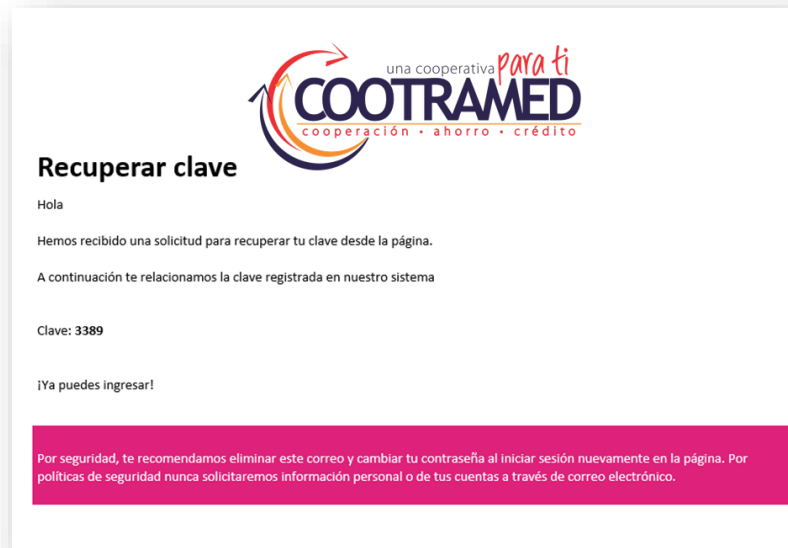 una cooperativa para ti
COOTRAMED
cooperación • ahorro • crédito
Recuperar clave
Hola
Hemos recibido una solicitud para recuperar tu clave desde la página.
A continuación te relacionamos la clave registrada en nuestro sistema
Clave: 3389
¡Ya puedes ingresar!
Por seguridad, te recomendamos eliminar este correo y cambiar tu contraseña al iniciar sesión nuevamente en la página. Por
políticas de seguridad nunca solicitaremos información personal o de tus cuentas a través de correo electrónico.